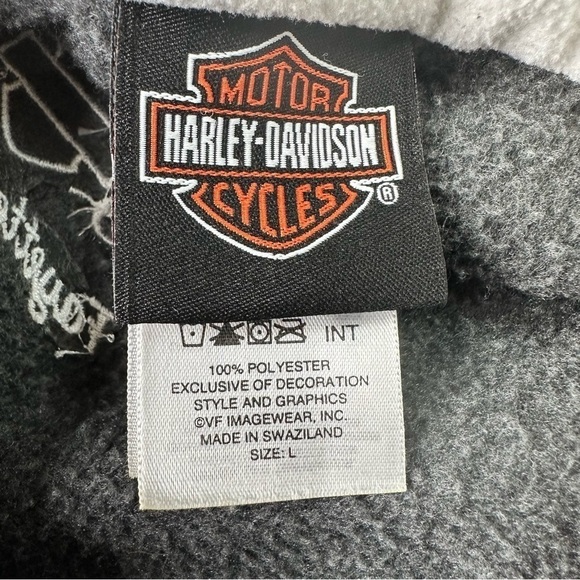 MOTOR
HARLEY-DAVIDSON
CYCLES
®
INT
100% POLYESTER
EXCLUSIVE OF DECORATION
STYLE AND GRAPHICS
©VF IMAGEWEAR, INC.
MADE IN SWAZILAND
SIZE: L